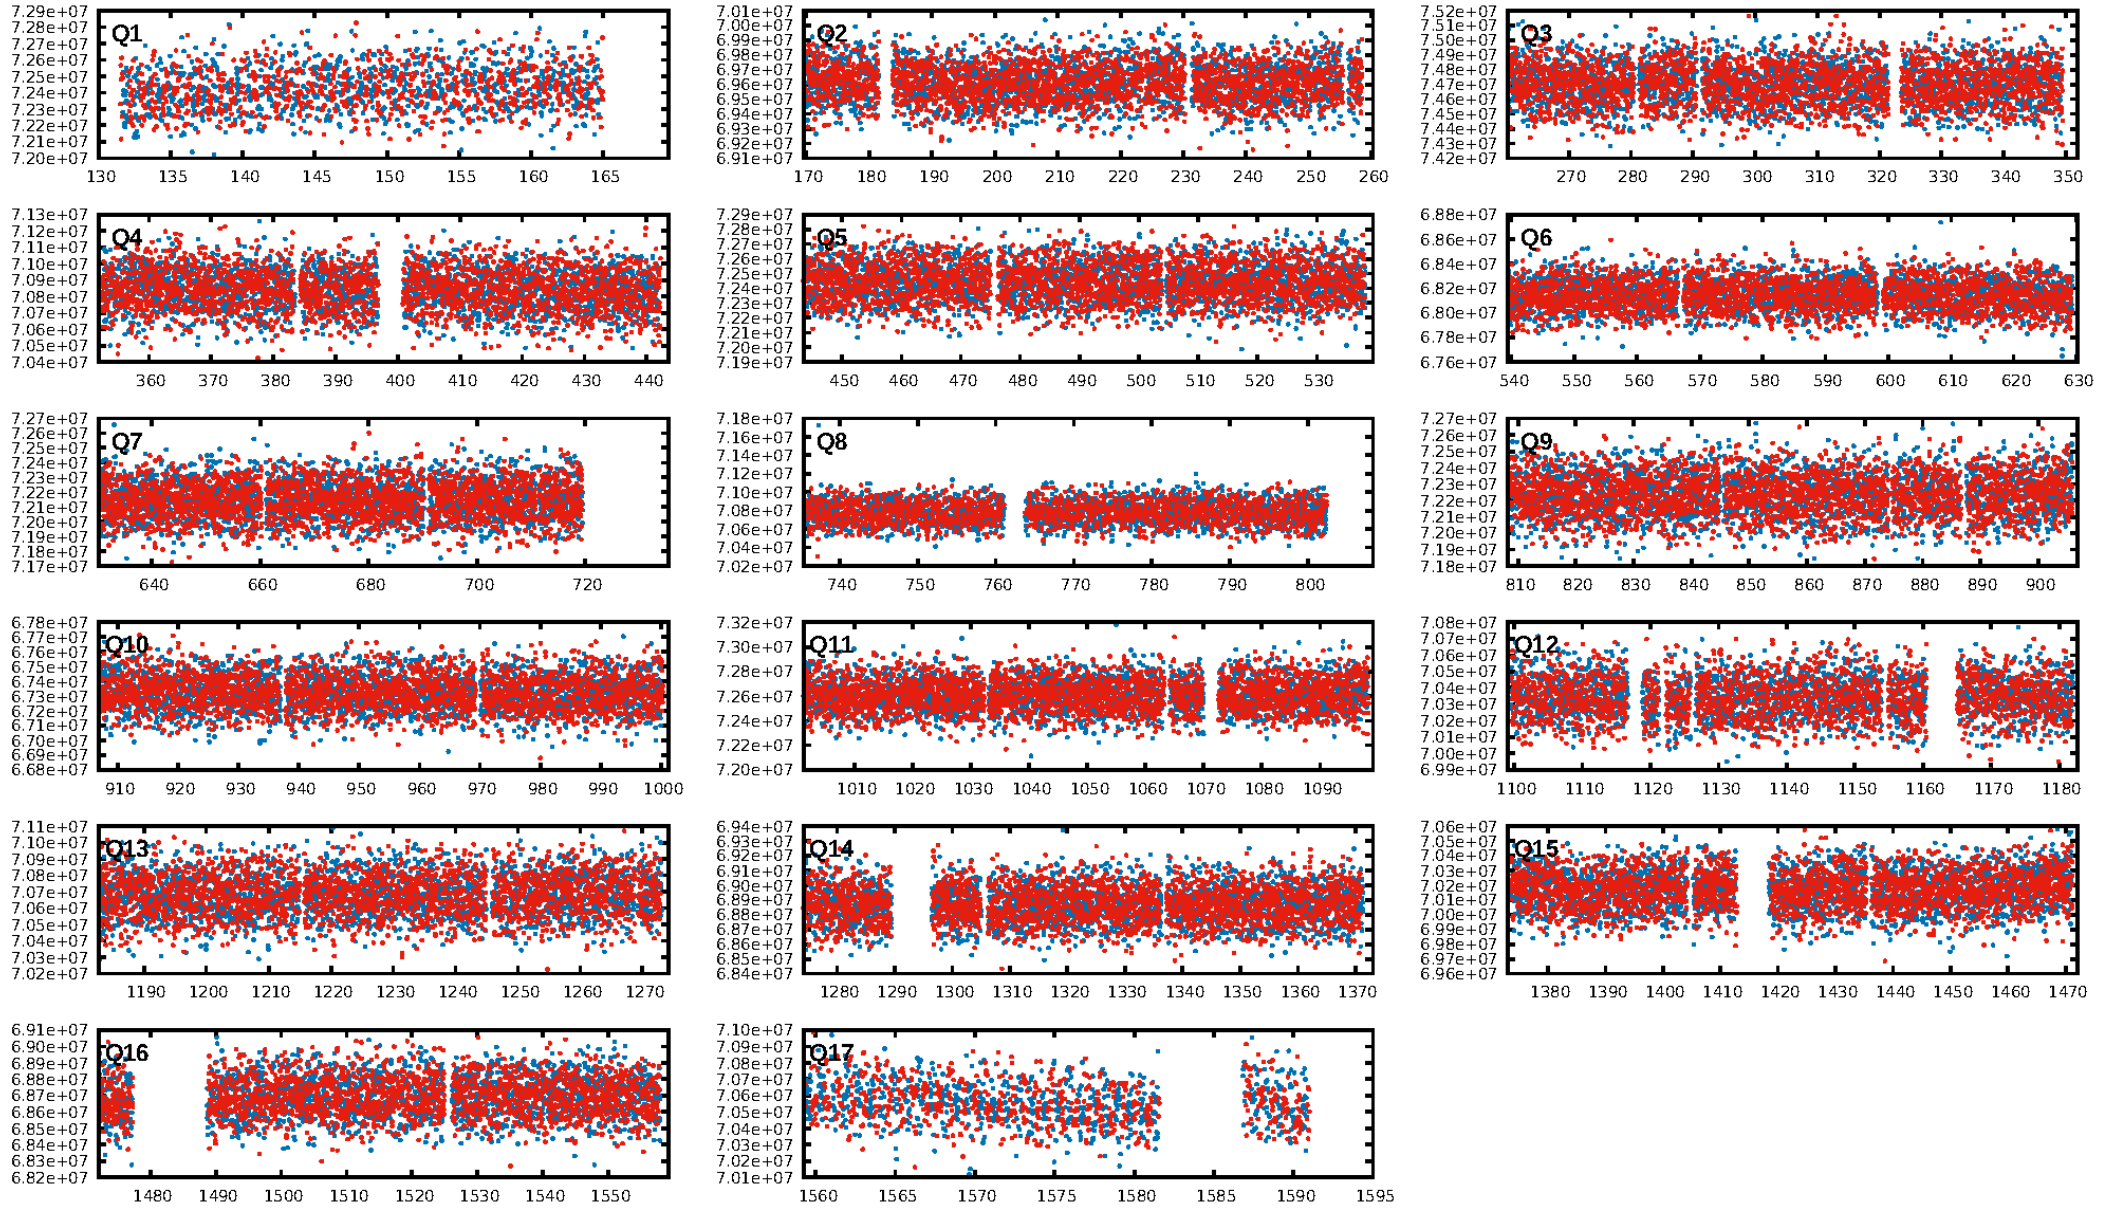 7.29e+07
7.28e+07
7.27e+07
7.26e+07
7.25e+07
7.24e+07
7.23e+07
7.22e+07
7.21e+07
7.20e+07
Q1
130 135 140 145 150 155 160 165
7.01e+07
7.00e+07
6.99e+07
6.98e+07
6.97e+07
6.96e+07
6.95e+07
6.94e+07
6.93e+07
6.92e+07
6.91e+07
Q2
170 180 190 200 210 220 230 240 250 260
7.52e+07
7.51e+07
7.50e+07
7.49e+07
7.48e+07
7.47e+07
7.46e+07
7.45e+07
7.44e+07
7.43e+07
7.42e+07
Q3
270 280 290 300 310 320 330 340 350
7.13e+07
7.12e+07
7.11e+07
7.10e+07
7.09e+07
7.08e+07
7.07e+07
7.06e+07
7.05e+07
7.04e+07
Q4
360 370 380 390 400 410 420 430 440
7.29e+07
7.28e+07
7.27e+07
7.26e+07
7.25e+07
7.24e+07
7.23e+07
7.22e+07
7.21e+07
7.20e+07
7.19e+07
Q5
450 460 470 480 490 500 510 520 530
6.88e+07
6.86e+07
6.84e+07
6.82e+07
6.80e+07
6.78e+07
6.76e+07
Q6
540 550 560 570 580 590 600 610 620 630
7.27e+07
7.26e+07
7.25e+07
7.24e+07
7.23e+07
7.22e+07
7.21e+07
7.20e+07
7.19e+07
7.18e+07
7.17e+07
Q7
640 660 680 700 720
7.18e+07
7.16e+07
7.14e+07
7.12e+07
7.10e+07
7.08e+07
7.06e+07
7.04e+07
7.02e+07
Q8
740 750 760 770 780 790 800
7.27e+07
7.26e+07
7.25e+07
7.24e+07
7.23e+07
7.22e+07
7.21e+07
7.20e+07
7.19e+07
7.18e+07
Q9
810 820 830 840 850 860 870 880 890 900
6.78e+07
6.77e+07
6.76e+07
6.75e+07
6.74e+07
6.73e+07
6.72e+07
6.71e+07
6.70e+07
6.69e+07
6.68e+07
Q10
910 920 930 940 950 960 970 980 990 1000
7.32e+07
7.30e+07
7.28e+07
7.26e+07
7.24e+07
7.22e+07
7.20e+07
Q11
1010 1020 1030 1040 1050 1060 1070 1080 1090
7.08e+07
7.07e+07
7.06e+07
7.05e+07
7.04e+07
7.03e+07
7.02e+07
7.01e+07
7.00e+07
6.99e+07
Q12
1100 1110 1120 1130 1140 1150 1160 1170 1180
7.11e+07
7.10e+07
7.09e+07
7.08e+07
7.07e+07
7.06e+07
7.05e+07
7.04e+07
7.03e+07
7.02e+07
Q13
1190 1200 1210 1220 1230 1240 1250 1260 1270
6.94e+07
6.93e+07
6.92e+07
6.91e+07
6.90e+07
6.89e+07
6.88e+07
6.87e+07
6.86e+07
6.85e+07
6.84e+07
Q14
1280 1290 1300 1310 1320 1330 1340 1350 1360 1370
7.06e+07
7.05e+07
7.04e+07
7.03e+07
7.02e+07
7.01e+07
7.00e+07
6.99e+07
6.98e+07
6.97e+07
6.96e+07
Q15
1380 1390 1400 1410 1420 1430 1440 1450 1460 1470
6.91e+07
6.90e+07
6.89e+07
6.88e+07
6.87e+07
6.86e+07
6.85e+07
6.84e+07
6.83e+07
6.82e+07
Q16
1480 1490 1500 1510 1520 1530 1540 1550
7.10e+07
7.09e+07
7.08e+07
7.07e+07
7.06e+07
7.05e+07
7.04e+07
7.03e+07
7.02e+07
7.01e+07
Q17
1560 1565 1570 1575 1580 1585 1590 1595